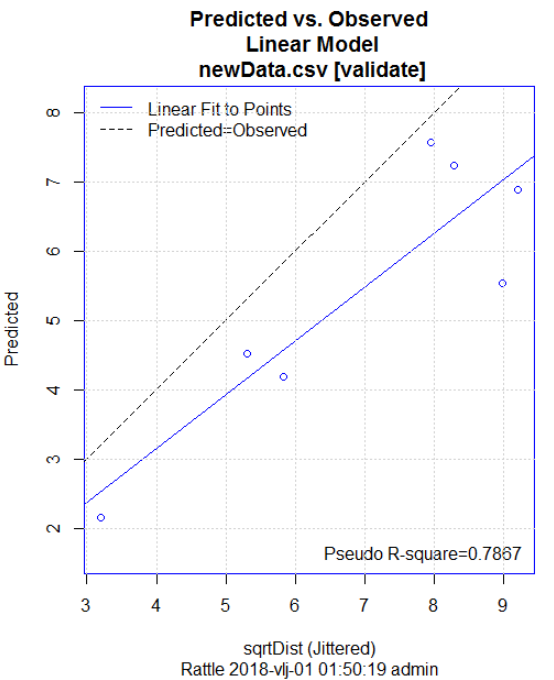 Predicted vs. Observed
Linear Model
newData.csv [validate]
Linear Fit to Points
Predicted=Observed
8
7
6
5
4
3
2
Predicted
Pseudo R-square=0.7867
3 4 5 6 7 8 9
sqrtDist (Jittered)
Rattle 2018-vlj-01 01:50:19 admin